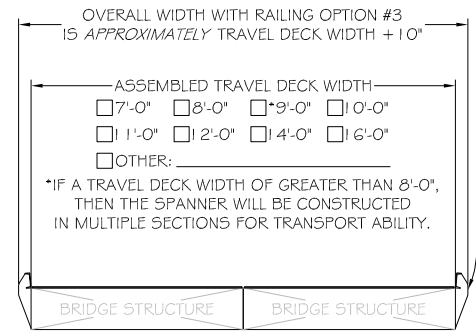 OVERALL WIDTH WITH RAILING OPTION #3
IS APPROXIMATELY TRAVEL DECK WIDTH +10"
ASSEMBLED TRAVEL DECK WIDTH
7'-0" 8'-0" *9'-0" 10'-0"
11'-0" 12'-0" 14'-0" 16'-0"
OTHER:
*IF A TRAVEL DECK WIDTH OF GREATER THAN 8'-0",
THEN THE SPANNER WILL BE CONSTRUCTED
IN MULTIPLE SECTIONS FOR TRANSPORT ABILITY.
BRIDGE STRUCTURE BRIDGE STRUCTURE